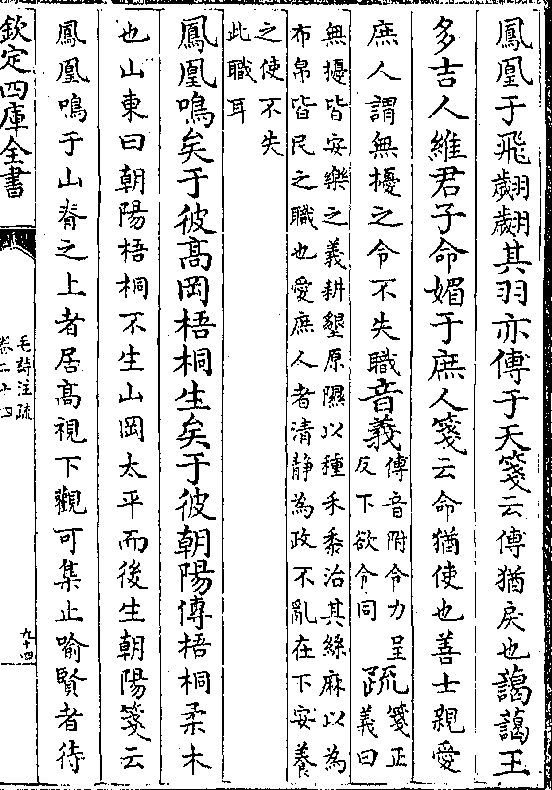 鳳凰于飛翽翽其羽亦傅于天箋云傅猶戾也藹藹王
多吉人維君子命媚于庶人箋云命猶使也善士親愛
庶人謂無擾之令不失職音義傅音附令力呈
反下欲令同疏箋正
義曰
無擾皆安樂之義耕墾原隰以種禾黍治其絲麻以為
布帛皆民之職也愛庶人者清静為政不亂在下安養
之使不失
此職耳
鳳凰鳴矣于彼髙岡梧桐生矣于彼朝陽傳梧桐柔木
也山東曰朝陽梧桐不生山岡太平而後生朝陽箋云
鳳凰鳴于山脊之上者居髙視下觀可集止喻賢者待
欽定四庫全書
毛詩注疏
卷二十四
九十四